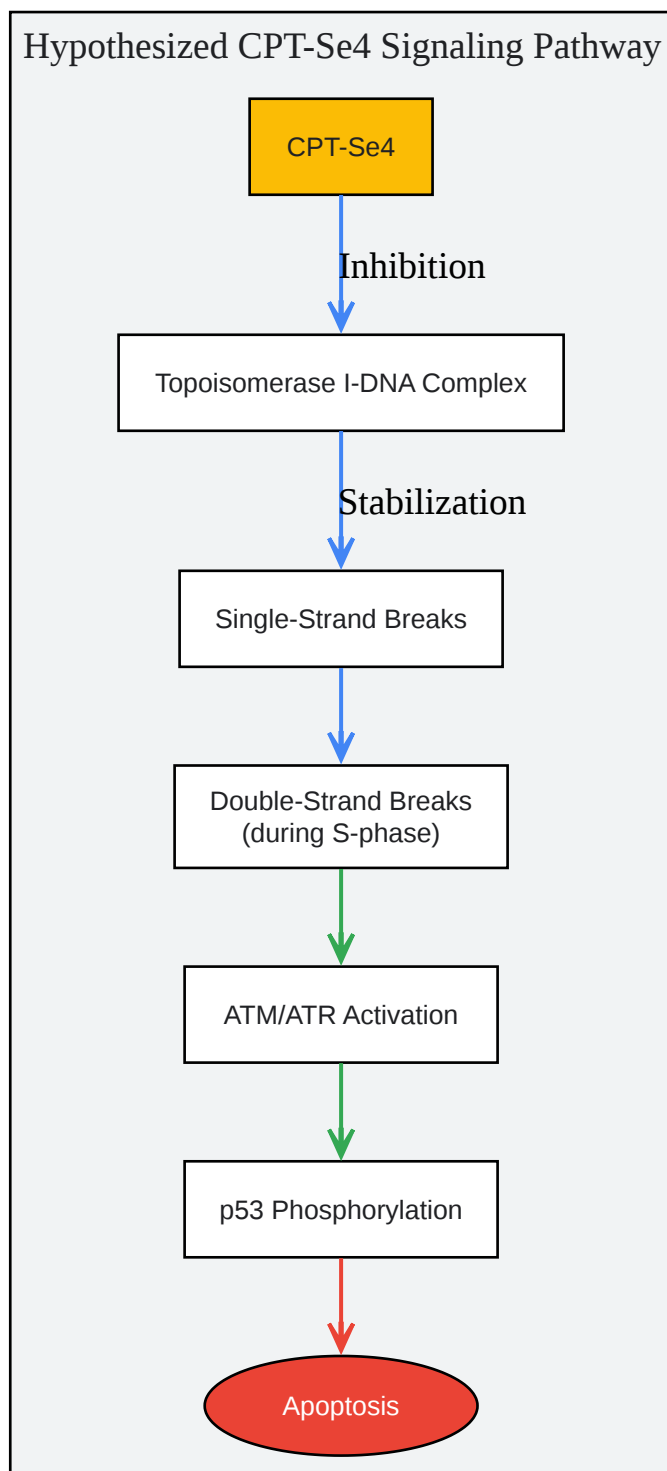 Hypothesized CPT-Se4 Signaling Pathway
CPT-Se4
Inhibition
Topoisomerase I-DNA Complex
Stabilization
Single-Strand Breaks
Double-Strand Breaks
(during S-phase)
ATM/ATR Activation
p53 Phosphorylation
Apoptosis